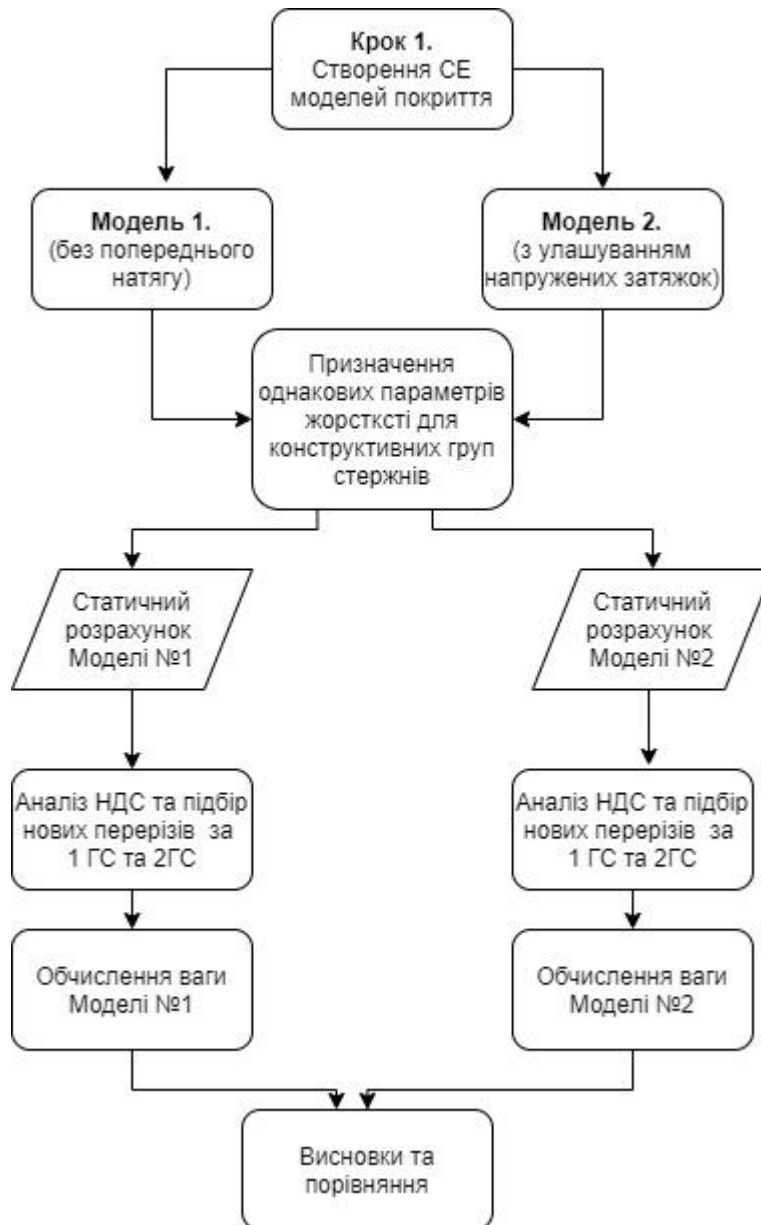 Крок 1.
Створення СЕ
моделей покриття
Модель 1.
(без попереднього
натягу)
Модель 2.
(з улашуванням
напружених затяжок)
Призначення
однакових параметрів
жорсткcті для
конструктивних груп
стержнів
Статичний
розрахунок
Моделі №1
Статичний
розрахунок
Моделі №2
Аналіз НДС та підбір
нових перерізів за
1 ГС та 2ГС
Аналіз НДС та підбір
нових перерізів за
1 ГС та 2ГС
Обчислення ваги
Моделі №1
Обчислення ваги
Моделі №2
Висновки та
порівняння